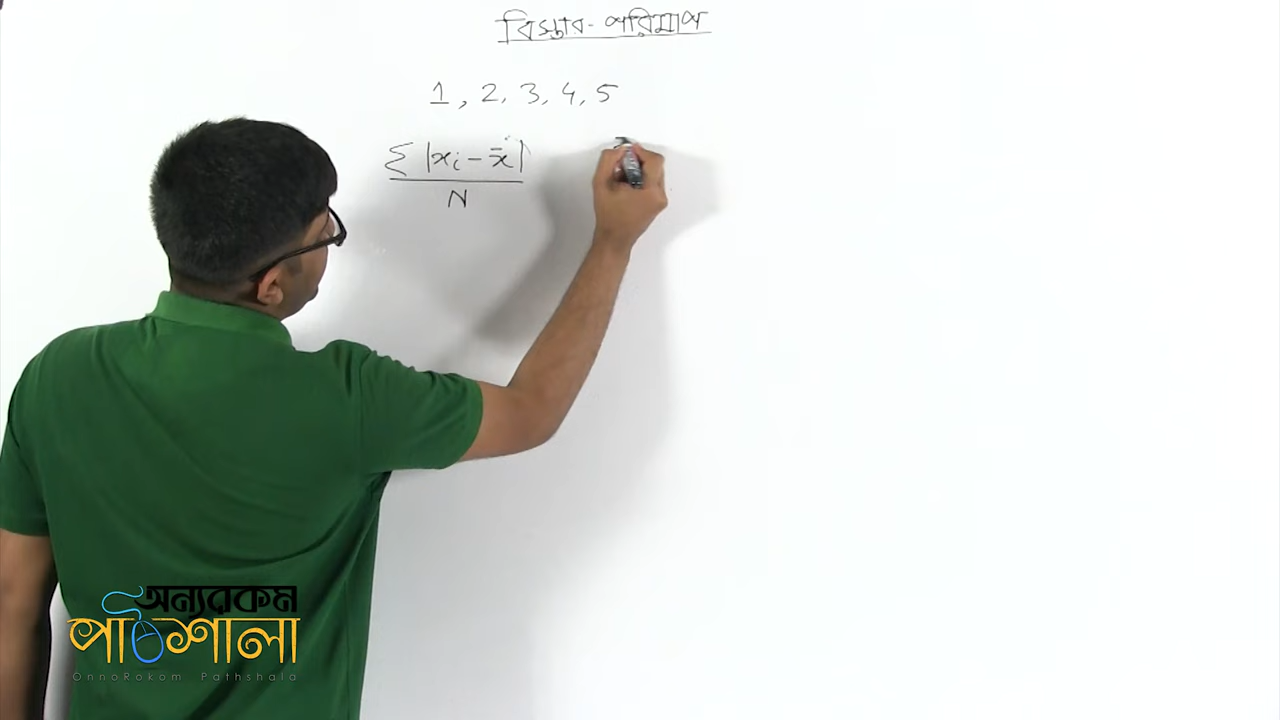 বিস্তার-পরিমাপ
1, 2, 3, 4, 5
Σ |xᵢ - x̄|
N
অন্যরকম
পাঠশালা
OnnoRokom Pathshala